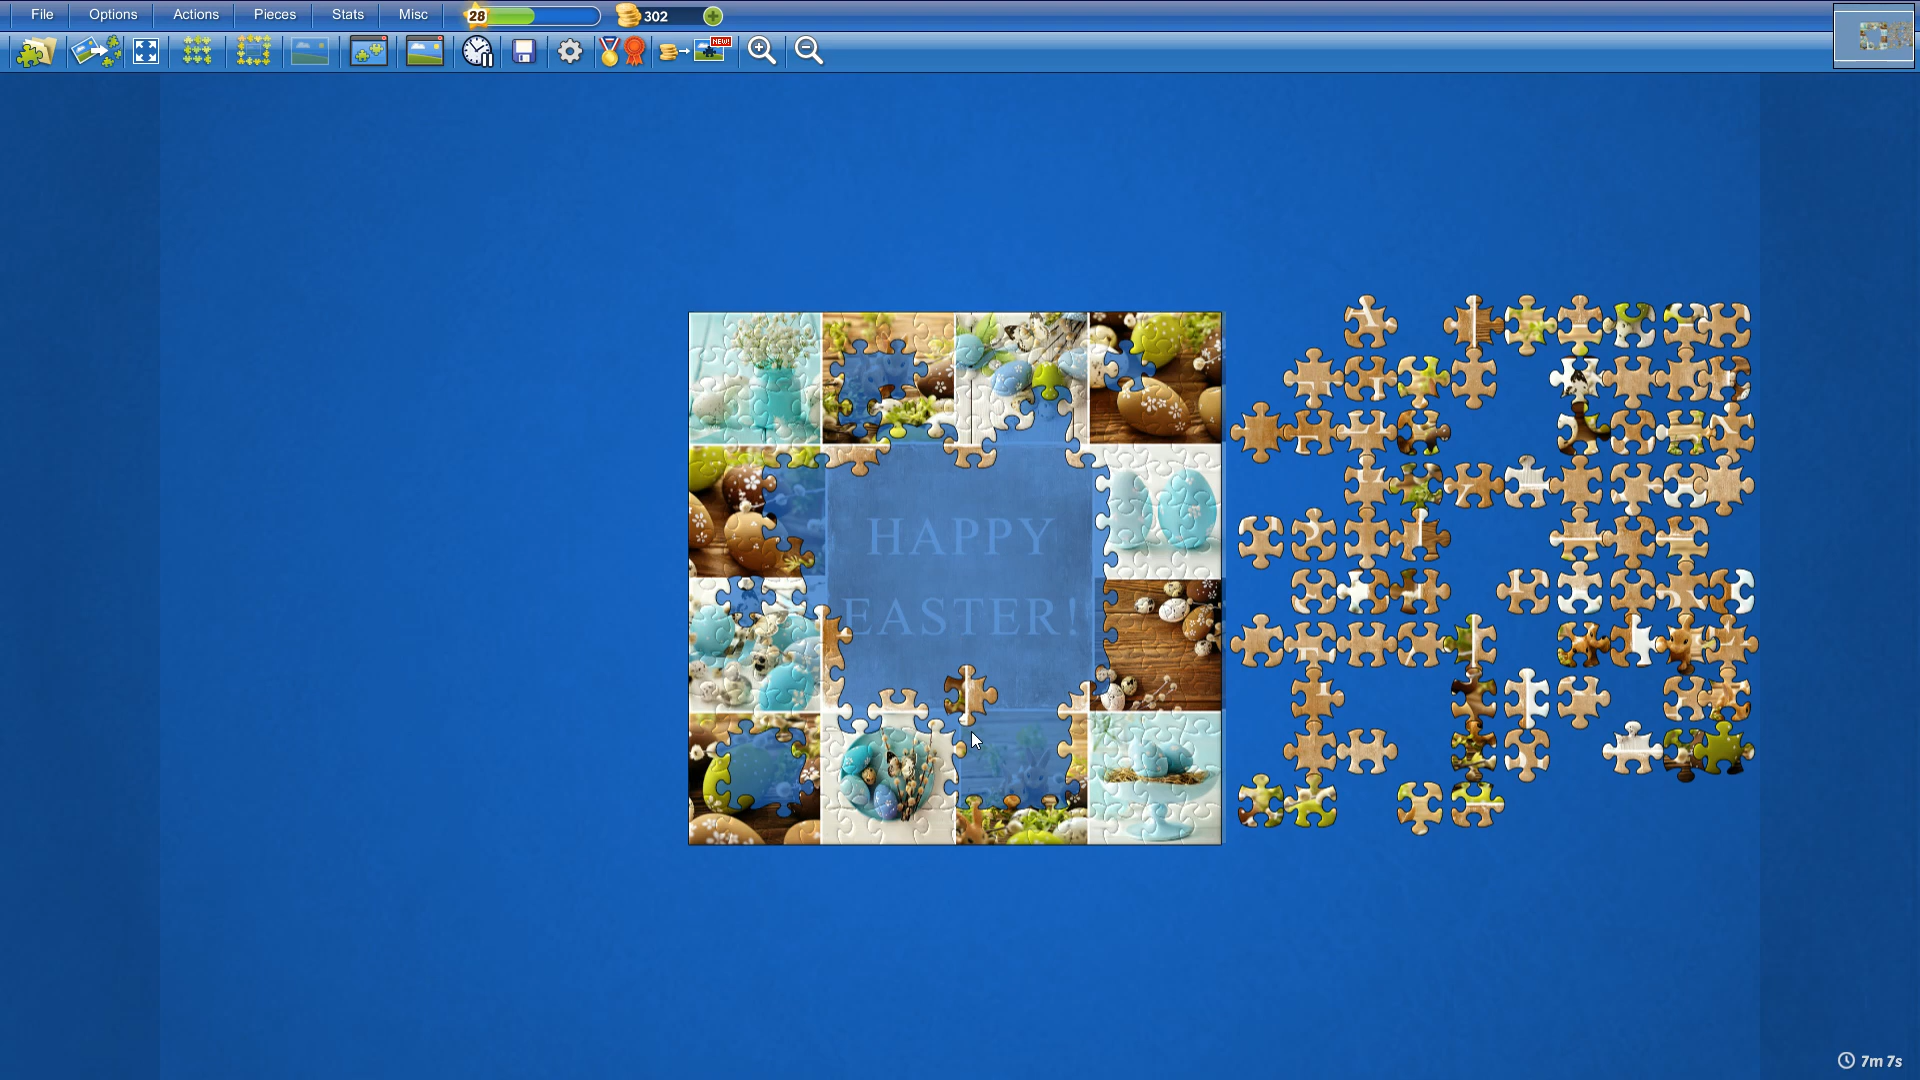 File Options Actions Pieces Stats Misc 28 302
NEW!
HAPPY
EASTER!
7m 7s